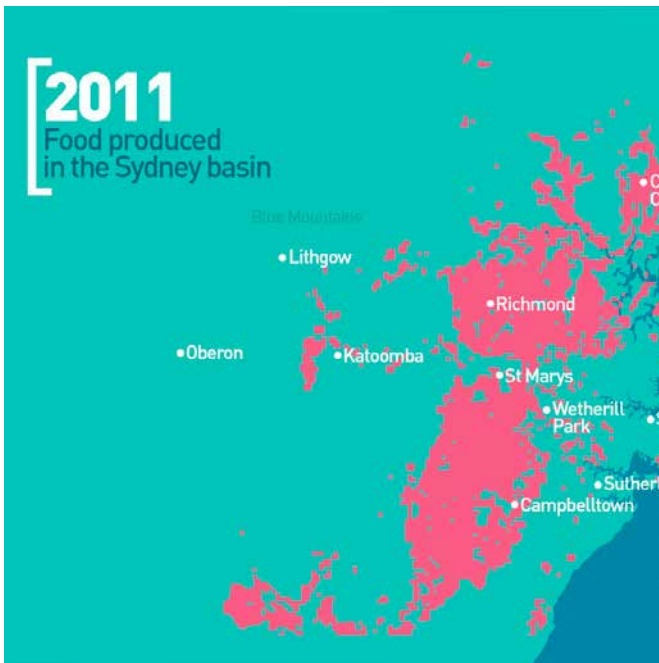 2011
Food produced
in the Sydney basin
Blue Mountains
Lithgow
Richmond
Oberon
Katoomba
St Marys
Wetherill
Park
Campbelltown